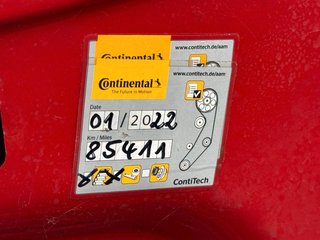 Continental www.contitech.de/aam
www.contitech.de/aam
Continental
The Future in Motion
Date
01/2022
Km / Miles
85411
ContiTech